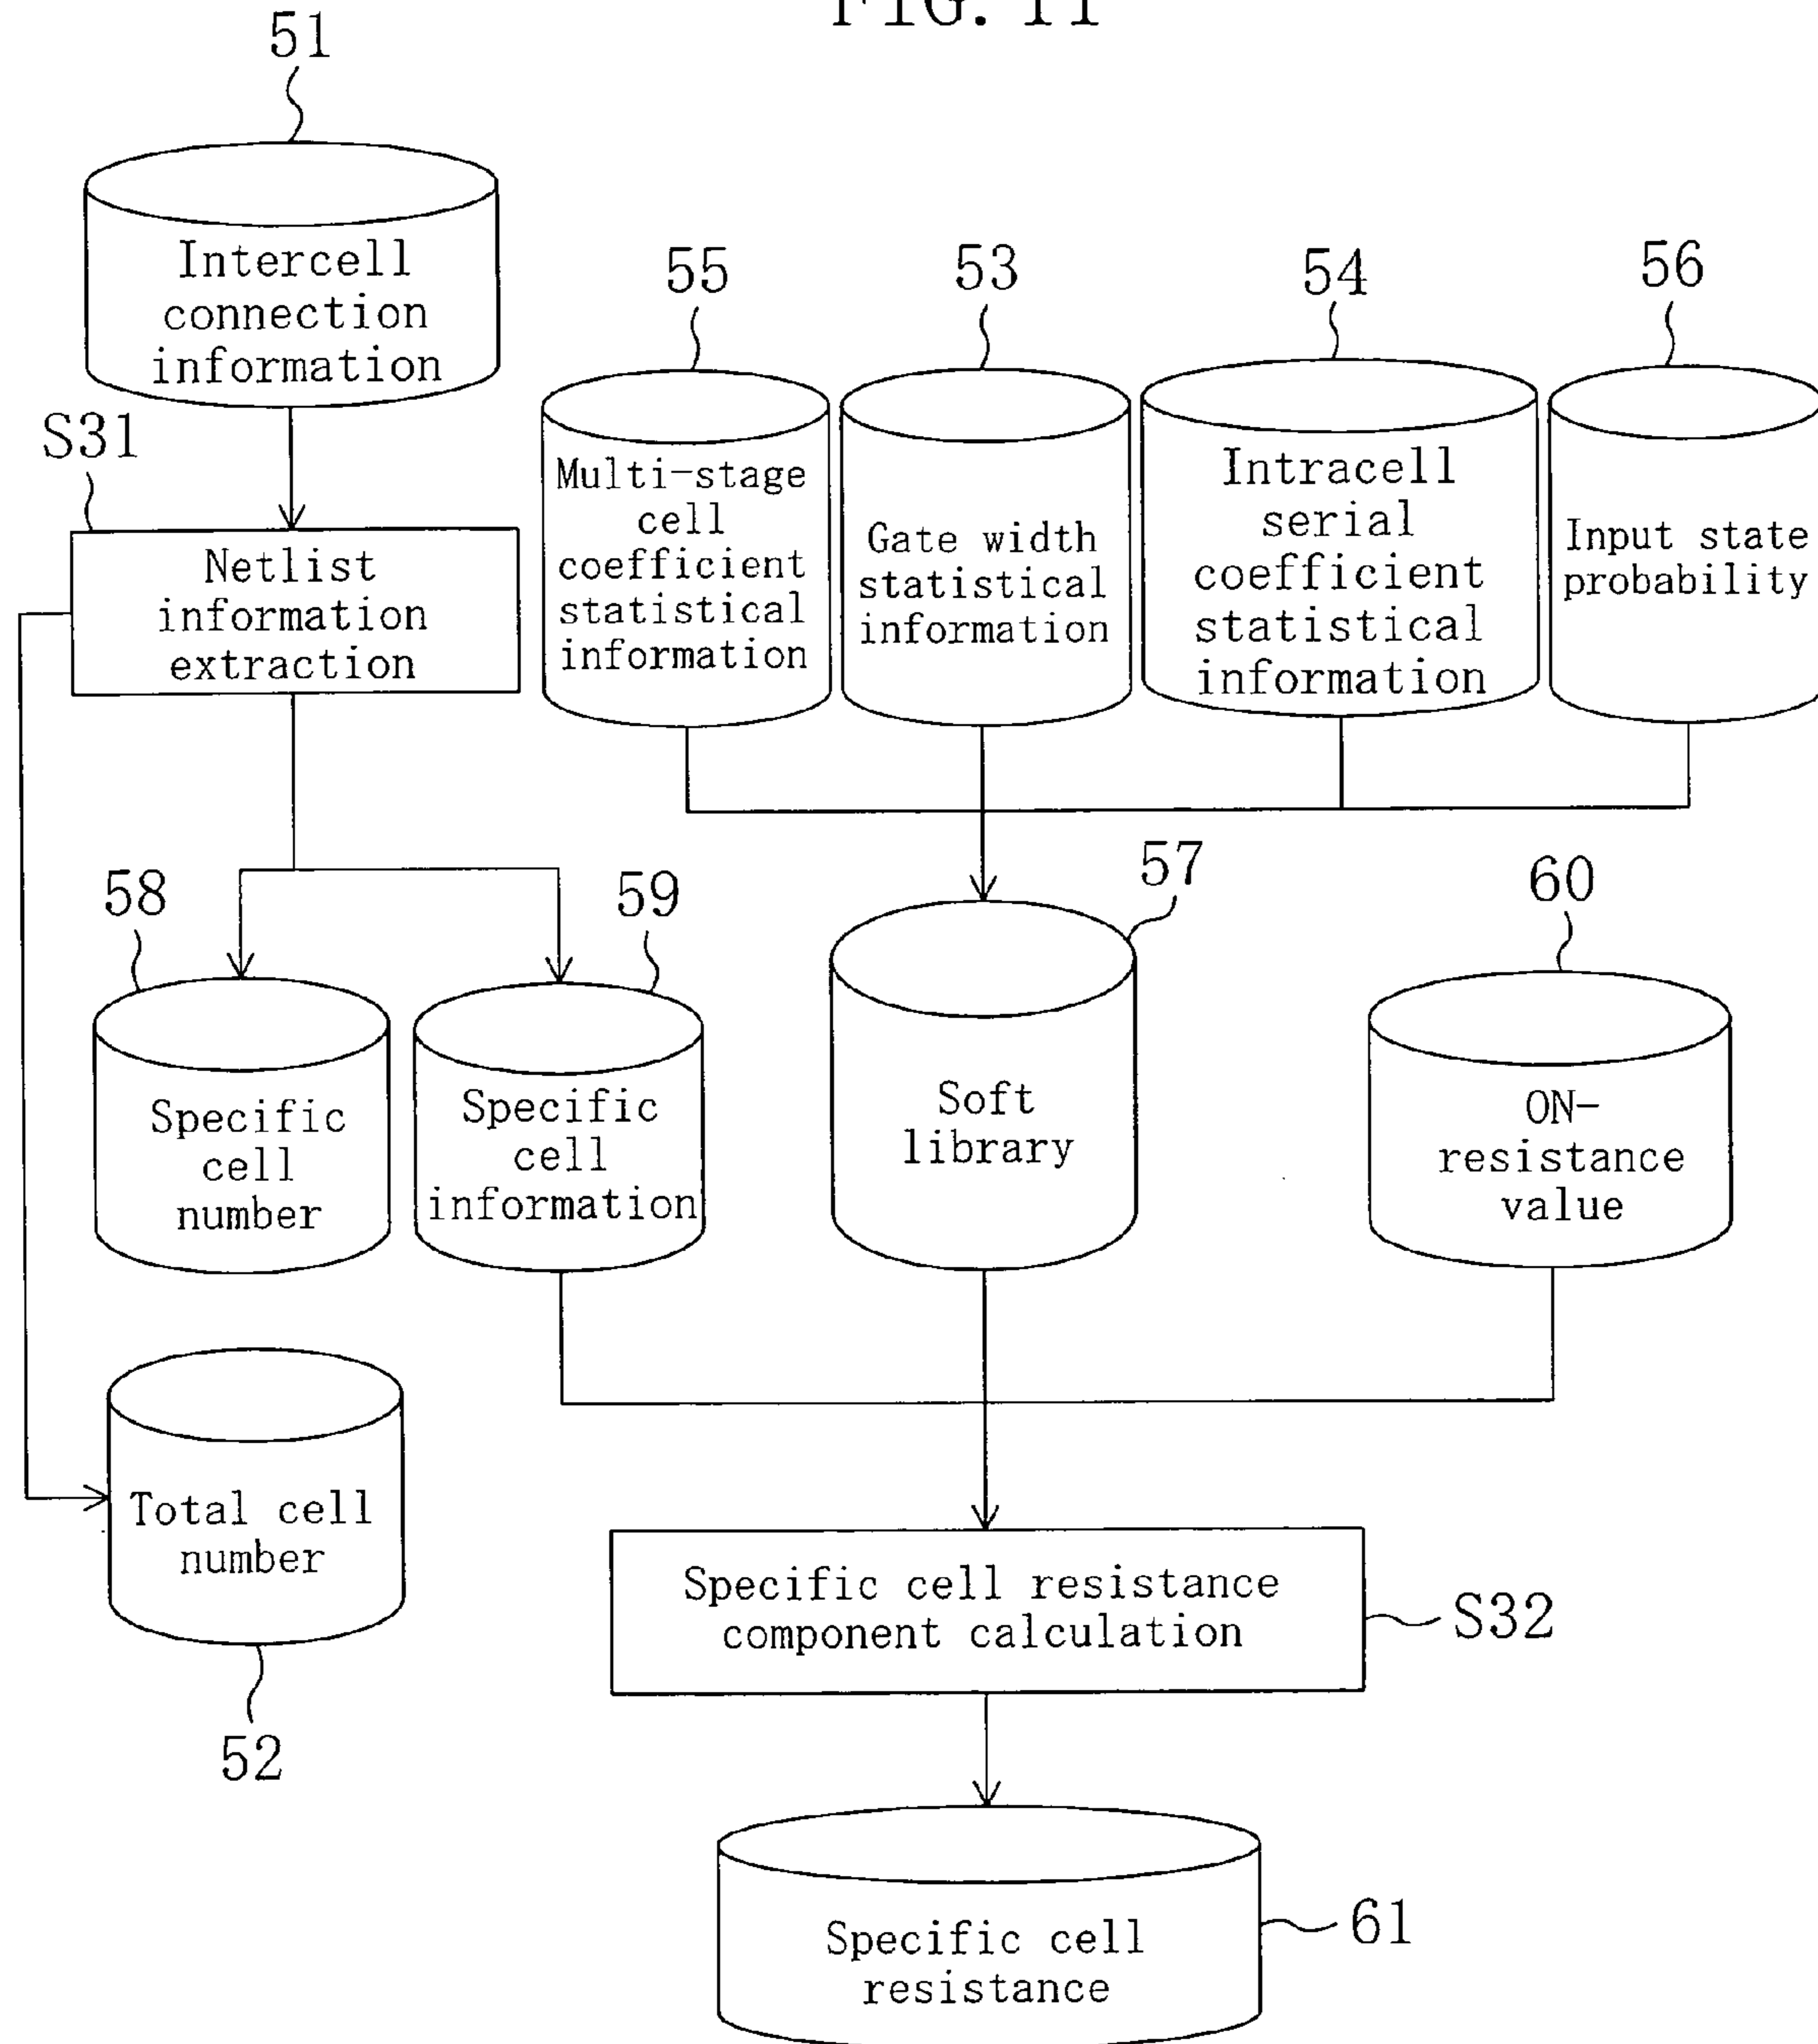 FIG. 11
51
Intercell
connection
information
55
53
54
56
S31
Multi-stage
cell
coefficient
statistical
information
Gate width
statistical
information
Intracell
serial
coefficient
statistical
information
Input state
probability
Netlist
information
extraction
58
59
57
60
Specific
cell
number
Specific
cell
information
Soft
library
ON-
resistance
value
Total cell
number
52
Specific cell resistance
component calculation
S32
Specific cell
resistance
61